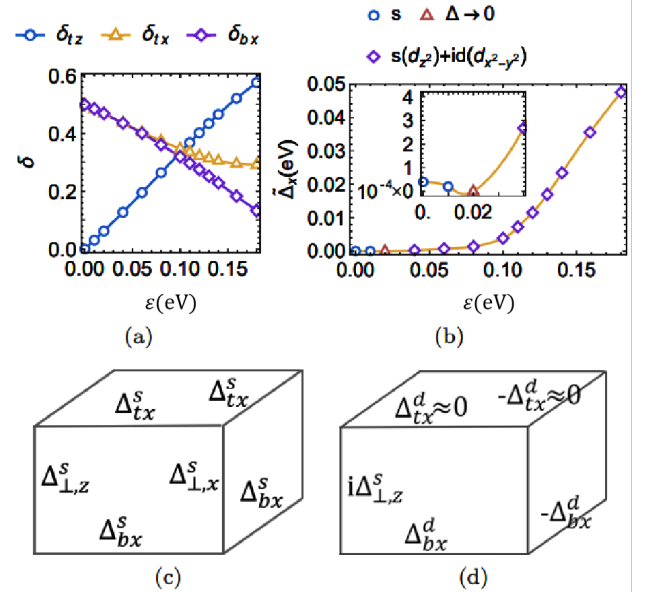 δtz δtx δbx
s Δ→0
s(dz²)+id(dx²−y²)
δ
0.6
0.4
0.2
0.0
0.00 0.05 0.10 0.15
ε(eV)
(a)
Δ̃x(eV)
0.05
0.04
0.03
0.02
0.01
0.00
4
3
2
1
10⁻⁴×0
0. 0.02
0.00 0.05 0.10 0.15
ε(eV)
(b)
Δˢtx
Δˢtx
Δˢ⊥,z Δˢ⊥,x
Δˢbx
Δˢbx
(c)
-Δᵈtx≈0
Δᵈtx≈0
iΔˢ⊥,z
-Δᵈbx
Δᵈbx
(d)